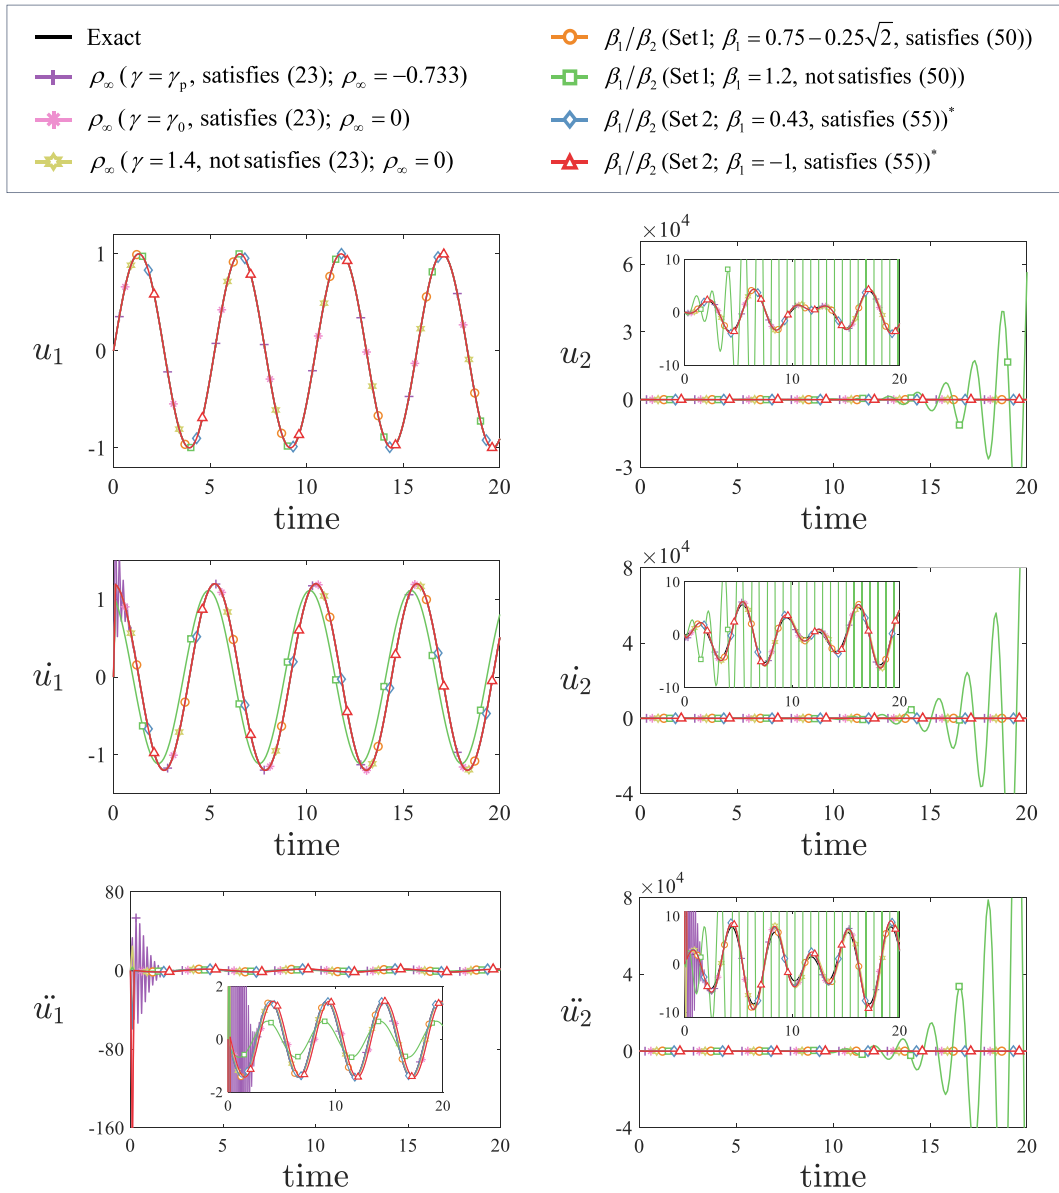 Exact
ρ∞ (γ = γp, satisfies (23); ρ∞ = −0.733)
ρ∞ (γ = γ0, satisfies (23); ρ∞ = 0)
ρ∞ (γ = 1.4, not satisfies (23); ρ∞ = 0)
β1/β2 (Set 1; β1 = 0.75 − 0.25√2, satisfies (50))
β1/β2 (Set 1; β1 = 1.2, not satisfies (50))
β1/β2 (Set 2; β1 = 0.43, satisfies (55))*
β1/β2 (Set 2; β1 = −1, satisfies (55))*
1
0
-1
u1
0 5 10 15 20
time
×10^4
6
3
0
-3
u2
10
0
-10
0 10 20
0 5 10 15 20
time
1
0
-1
u̇1
0 5 10 15 20
time
×10^4
8
4
0
-4
u̇2
10
0
-10
0 10 20
0 5 10 15 20
time
80
0
-80
-160
ü1
2
0
-2
0 10 20
0 5 10 15 20
time
×10^4
8
4
0
-4
ü2
10
0
-10
0 10 20
0 5 10 15 20
time